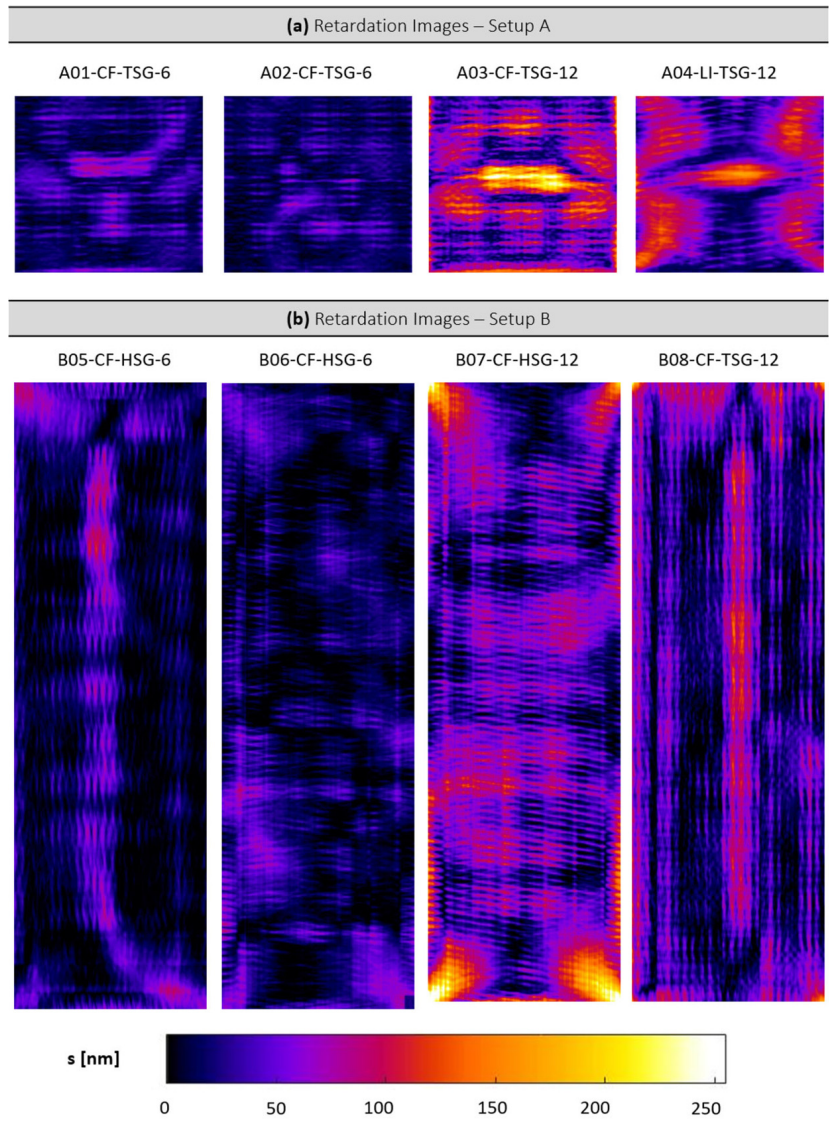 (a) Retardation Images – Setup A
A01-CF-TSG-6 A02-CF-TSG-6 A03-CF-TSG-12 A04-LI-TSG-12
(b) Retardation Images – Setup B
B05-CF-HSG-6 B06-CF-HSG-6 B07-CF-HSG-12 B08-CF-TSG-12
s [nm]
0 50 100 150 200 250